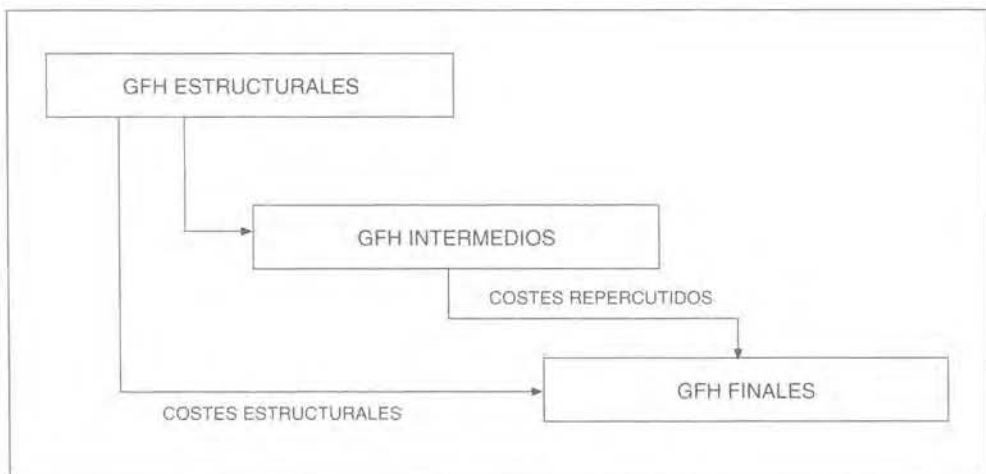 GFH ESTRUCTURALES
GFH INTERMEDIOS
COSTES REPERCUTIDOS
GFH FINALES
COSTES ESTRUCTURALES